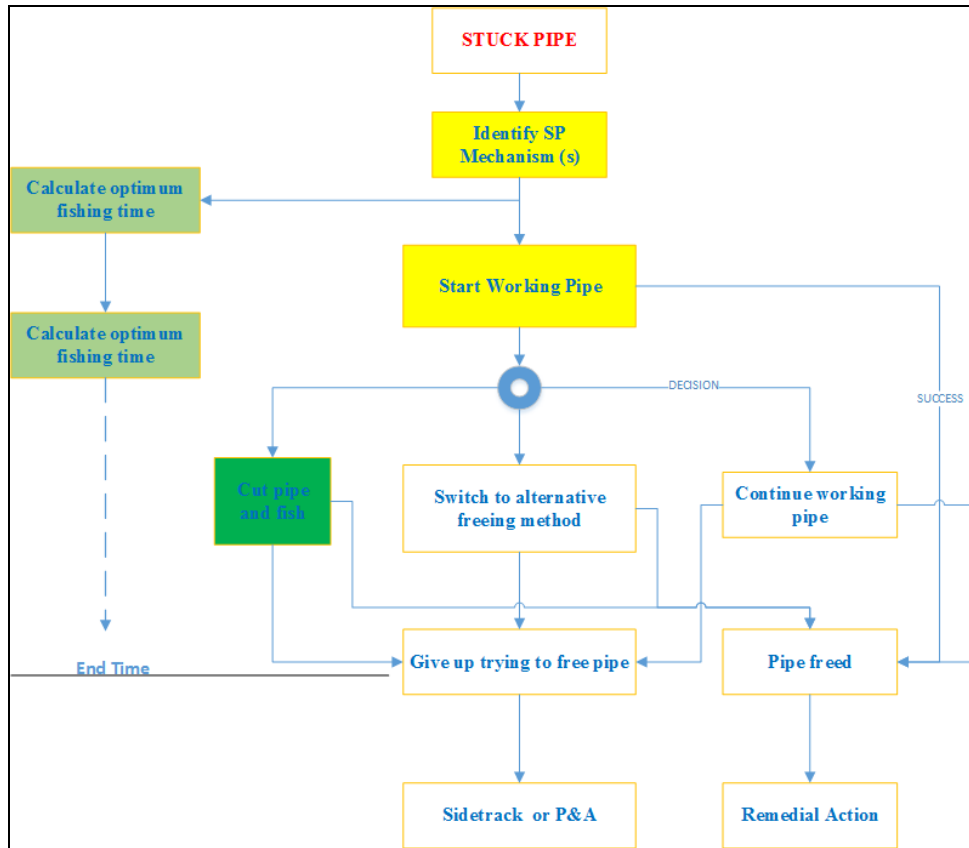 STUCK PIPE
Identify SP
Mechanism (s)
Calculate optimum
fishing time
Start Working Pipe
Calculate optimum
fishing time
DECISION
SUCCESS
Cut pipe
and fish
Switch to alternative
freeing method
Continue working
pipe
End Time
Give up trying to free pipe
Pipe freed
Sidetrack or P&A
Remedial Action